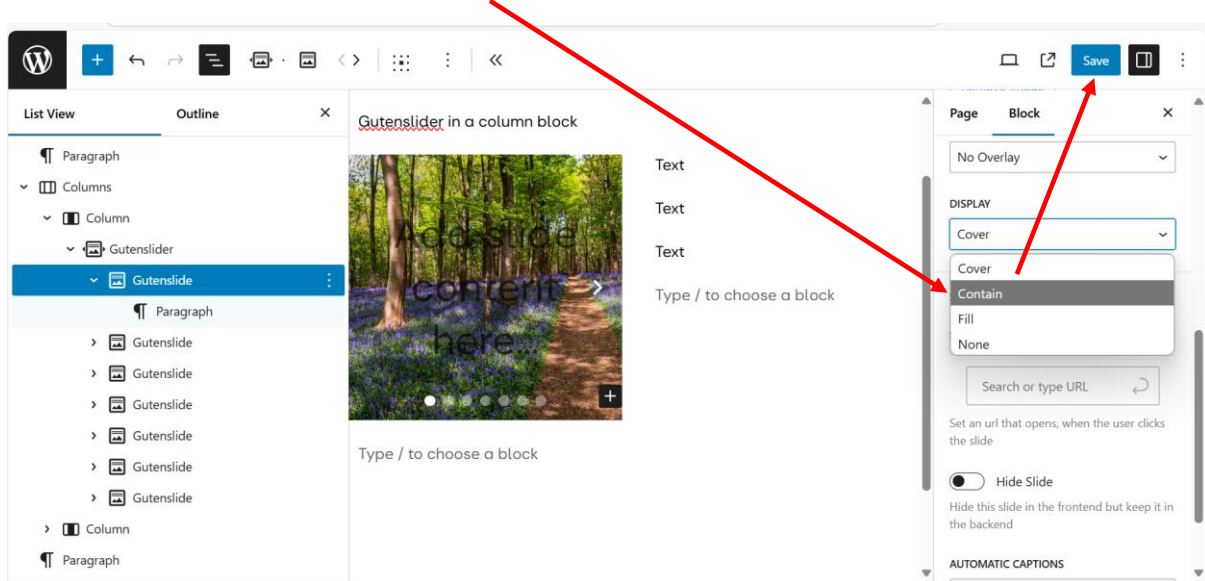 Save
List View Outline
Paragraph
Columns
Column
Gutenslider
Gutenslide
Paragraph
Gutenslide
Gutenslide
Gutenslide
Gutenslide
Gutenslide
Gutenslide
Column
Paragraph
Gutenslider in a column block
Add slide
content
here...
Text
Text
Text
Type / to choose a block
Type / to choose a block
Page Block
No Overlay
DISPLAY
Cover
Cover
Contain
Fill
None
Search or type URL
Set an url that opens, when the user clicks
the slide
Hide Slide
Hide this slide in the frontend but keep it in
the backend
AUTOMATIC CAPTIONS